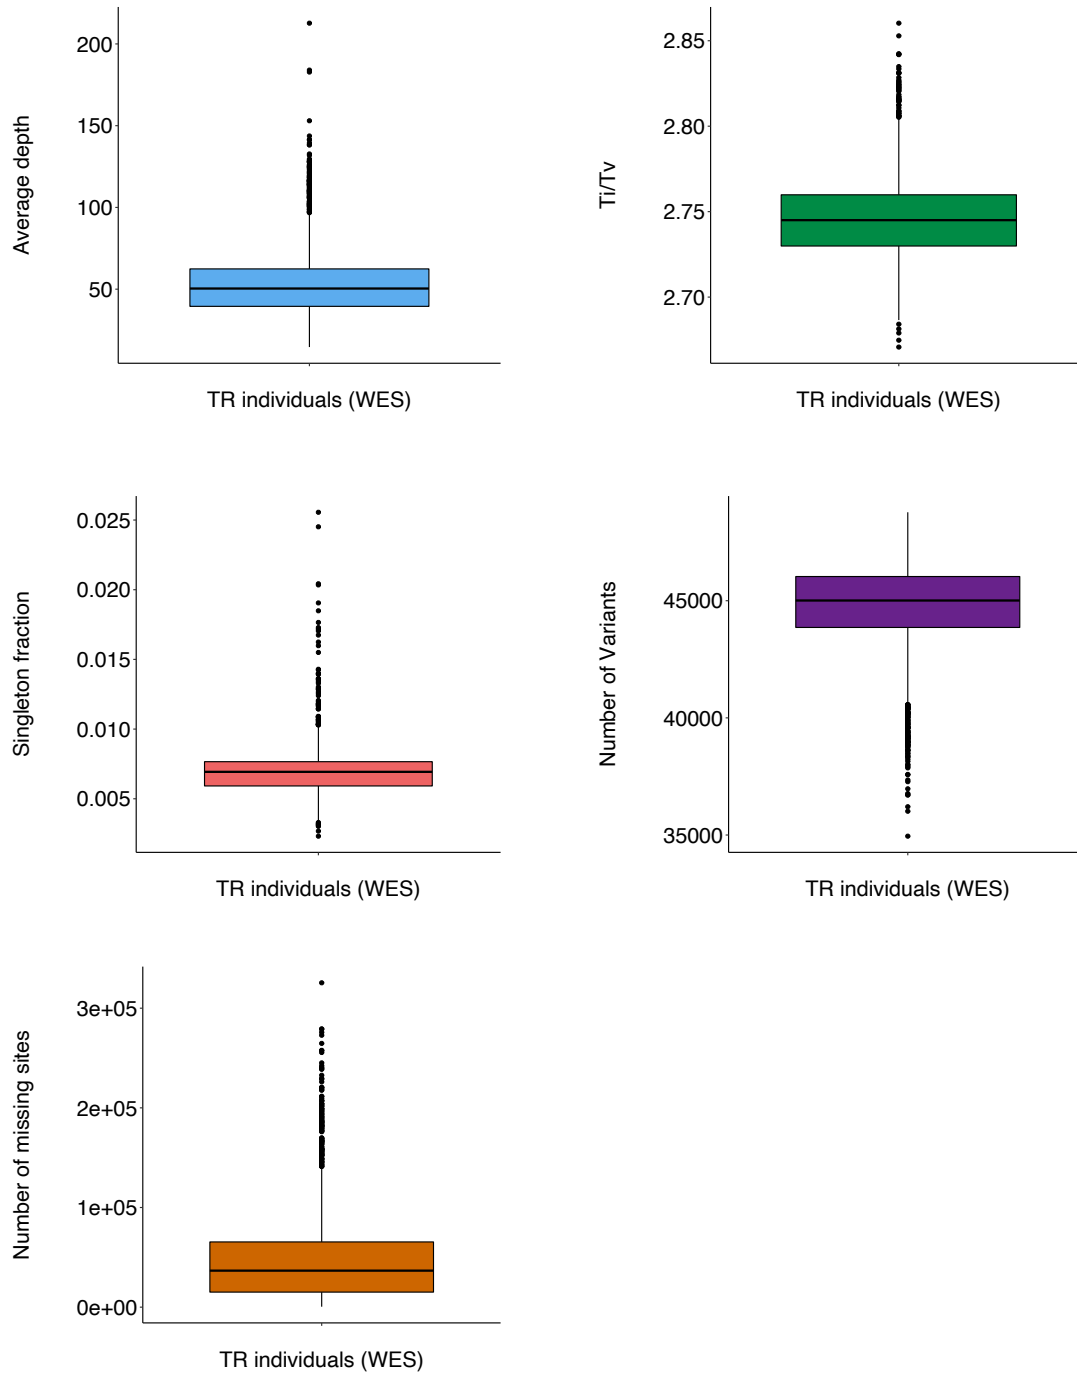 Average depth
200
150
100
50
TR individuals (WES)
Ti/Tv
2.85
2.80
2.75
2.70
TR individuals (WES)
Singleton fraction
0.025
0.020
0.015
0.010
0.005
TR individuals (WES)
Number of Variants
45000
40000
35000
TR individuals (WES)
Number of missing sites
3e+05
2e+05
1e+05
0e+00
TR individuals (WES)